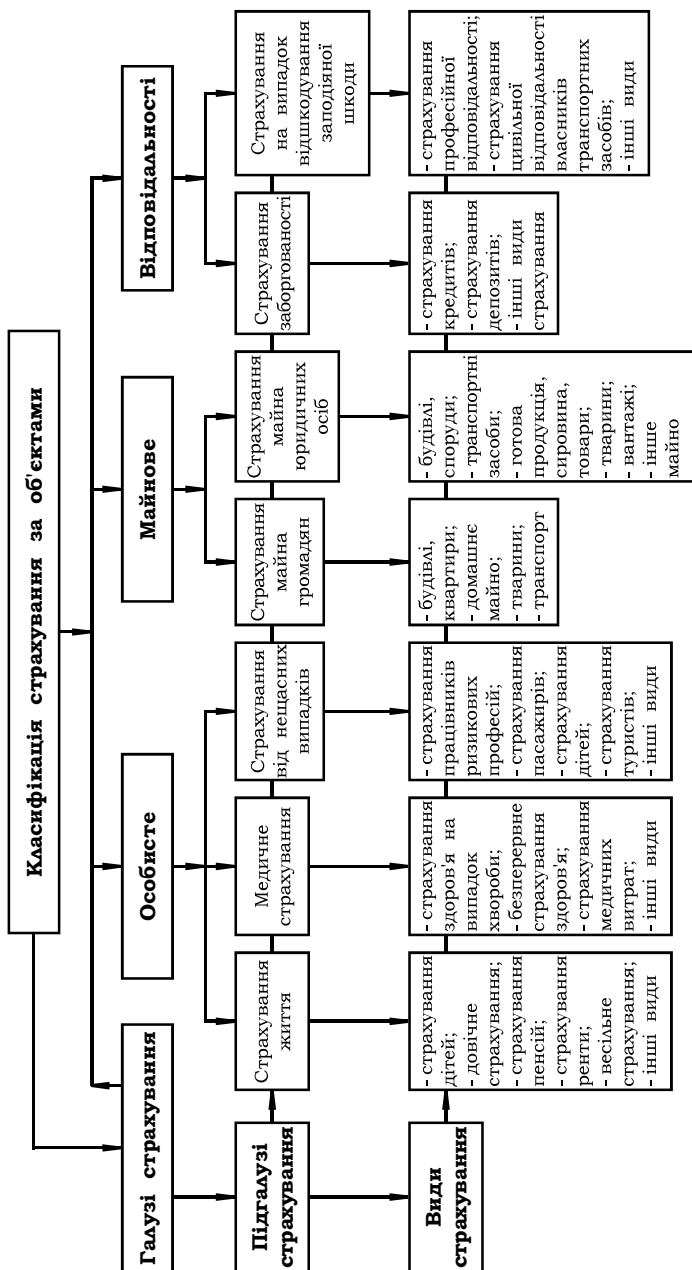 Класифікація страхування за об'єктами
Галузі страхування
Особисте
Майнове
Відповідальності
Підгалузі
страхування
Страхування
життя
Медичне
страхування
Страхування
від нещасних
випадків
Страхування
майна
громадян
Страхування
майна
юридичних
осіб
Страхування
заборгованості
Страхування
на випадок
відшкодування
заподіяної
шкоди
Види
страхування
- страхування
дітей;
- довічне
страхування;
- страхування
пенсій;
- страхування
ренти;
- весільне
страхування;
- інші види
- страхування
здоров'я на
випадок
хвороби;
- безперервне
страхування
здоров'я;
- страхування
медичних
витрат;
- інші види
- страхування
працівників
ризикових
професій;
- страхування
пасажирів;
- страхування
дітей;
- страхування
туристів;
- інші види
- будівлі,
квартири;
- домашнє
майно;
- тварини;
- транспорт
- будівлі,
споруди;
- транспортні
засоби;
- готова
продукція,
сировина,
товари;
- тварини;
- вантажі;
- інше
майно
- страхування
кредитів;
- страхування
депозитів;
- інші види
страхування
- страхування
професійної
відповідальності;
- страхування
цивільної
відповідальності
власників
транспортних
засобів;
- інші види